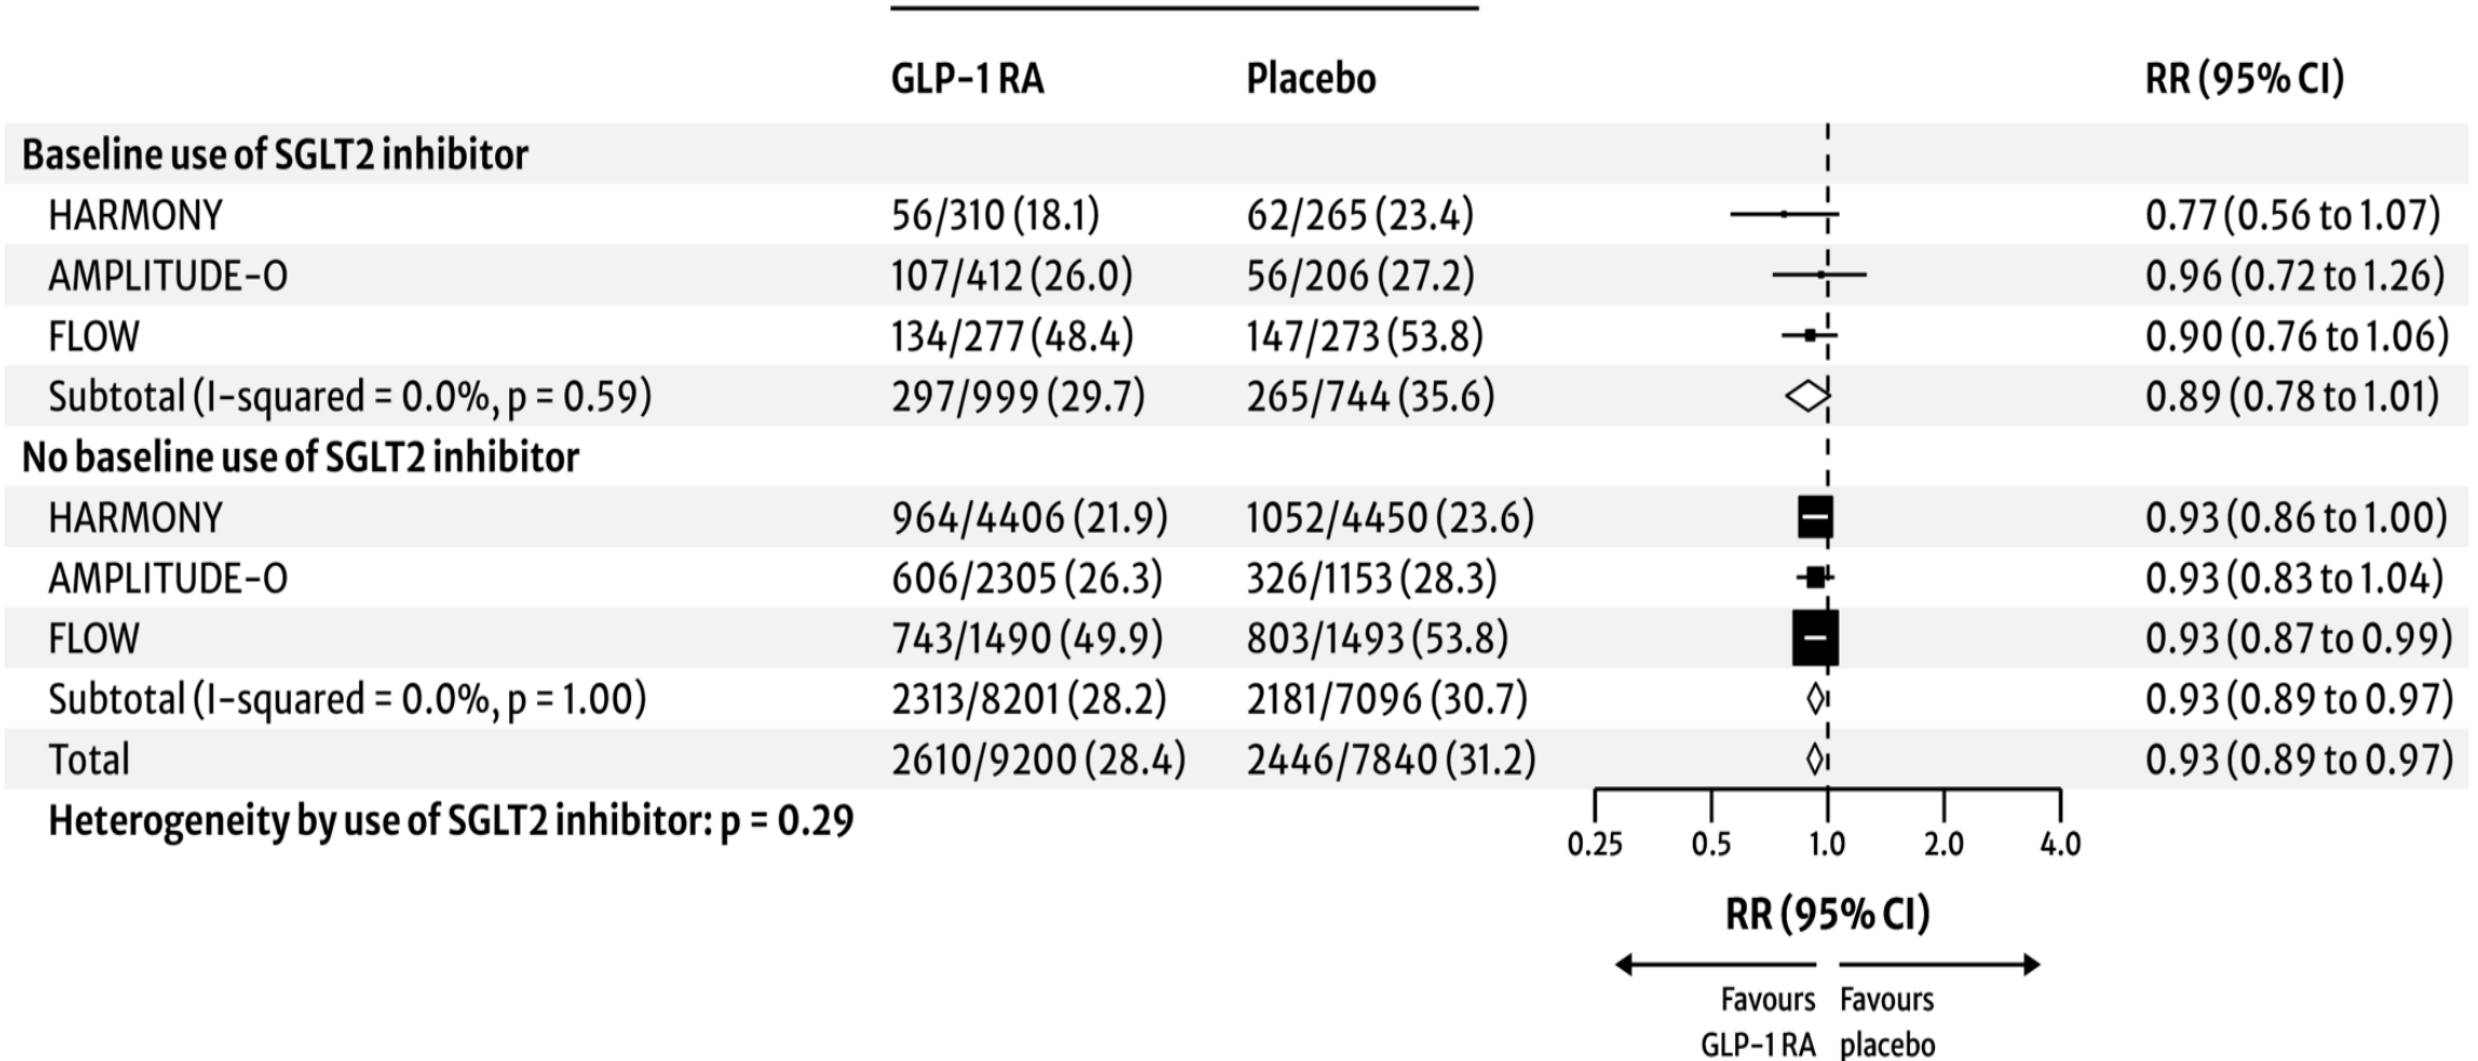 GLP-1 RA Placebo RR (95% CI)
Baseline use of SGLT2 inhibitor
HARMONY 56/310 (18.1) 62/265 (23.4) 0.77 (0.56 to 1.07)
AMPLITUDE-O 107/412 (26.0) 56/206 (27.2) 0.96 (0.72 to 1.26)
FLOW 134/277 (48.4) 147/273 (53.8) 0.90 (0.76 to 1.06)
Subtotal (I-squared = 0.0%, p = 0.59) 297/999 (29.7) 265/744 (35.6) 0.89 (0.78 to 1.01)
No baseline use of SGLT2 inhibitor
HARMONY 964/4406 (21.9) 1052/4450 (23.6) 0.93 (0.86 to 1.00)
AMPLITUDE-O 606/2305 (26.3) 326/1153 (28.3) 0.93 (0.83 to 1.04)
FLOW 743/1490 (49.9) 803/1493 (53.8) 0.93 (0.87 to 0.99)
Subtotal (I-squared = 0.0%, p = 1.00) 2313/8201 (28.2) 2181/7096 (30.7) 0.93 (0.89 to 0.97)
Total 2610/9200 (28.4) 2446/7840 (31.2) 0.93 (0.89 to 0.97)
Heterogeneity by use of SGLT2 inhibitor: p = 0.29
0.25 0.5 1.0 2.0 4.0
RR (95% CI)
Favours Favours
GLP-1 RA placebo